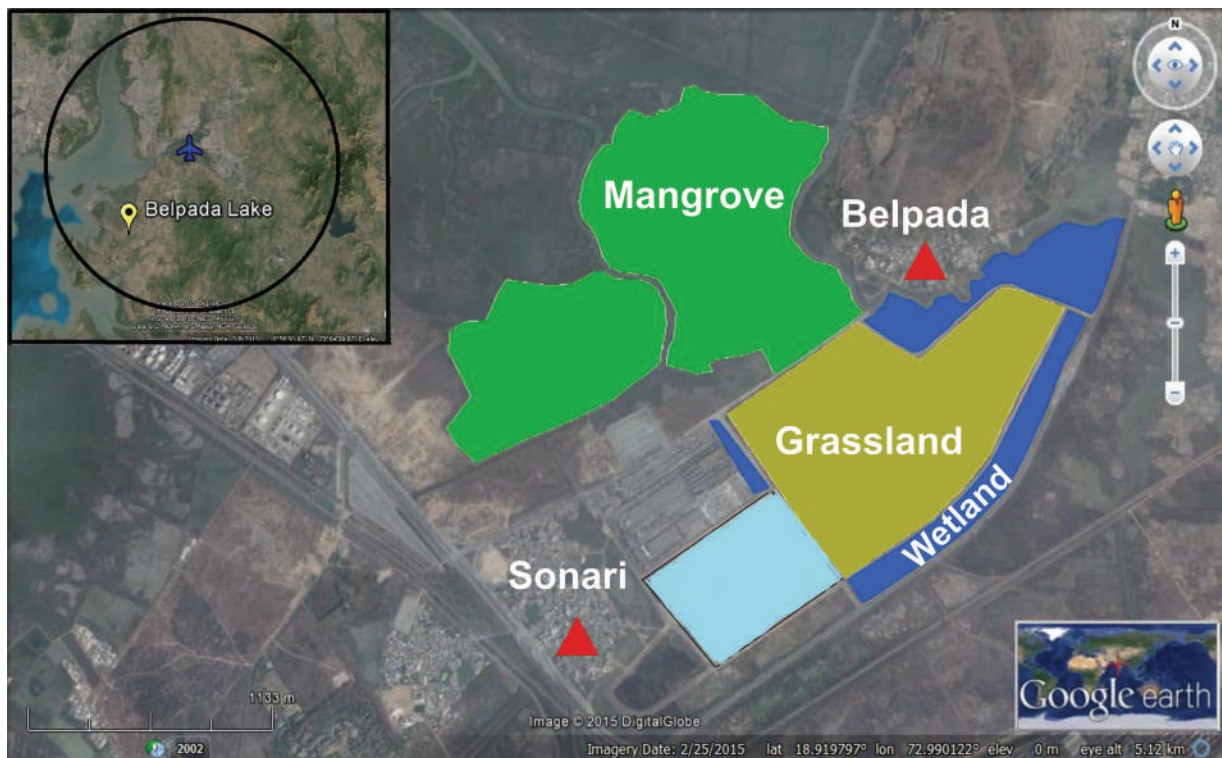 Belpada Lake
N
Mangrove
Belpada
Grassland
Wetland
Sonari
1133 m
Google earth
Image © 2015 DigitalGlobe
2002
Imagery Date: 2/25/2015 lat 18.919797° lon 72.990122° elev 0 m eye alt 5.12 km